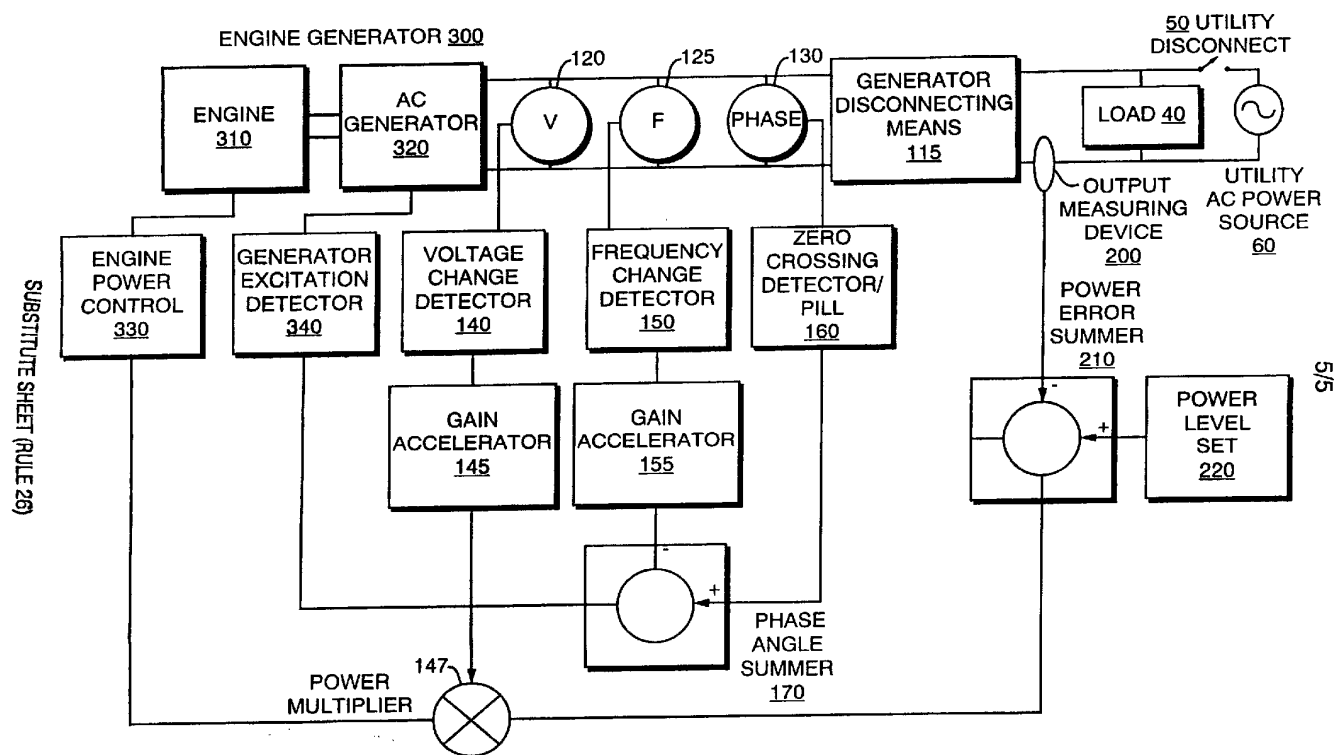 ENGINE GENERATOR 300
ENGINE
310
AC
GENERATOR
320
120
V
125
F
130
PHASE
GENERATOR
DISCONNECTING
MEANS
115
50 UTILITY
DISCONNECT
LOAD 40
UTILITY
AC POWER
SOURCE
60
OUTPUT
MEASURING
DEVICE
200
ENGINE
POWER
CONTROL
330
GENERATOR
EXCITATION
DETECTOR
340
VOLTAGE
CHANGE
DETECTOR
140
FREQUENCY
CHANGE
DETECTOR
150
ZERO
CROSSING
DETECTOR/
PILL
160
POWER
ERROR
SUMMER
210
GAIN
ACCELERATOR
145
GAIN
ACCELERATOR
155
-
+
POWER
LEVEL
SET
220
-
+
PHASE
ANGLE
SUMMER
170
147
POWER
MULTIPLIER
SUBSTITUTE SHEET (RULE 26)
5/5